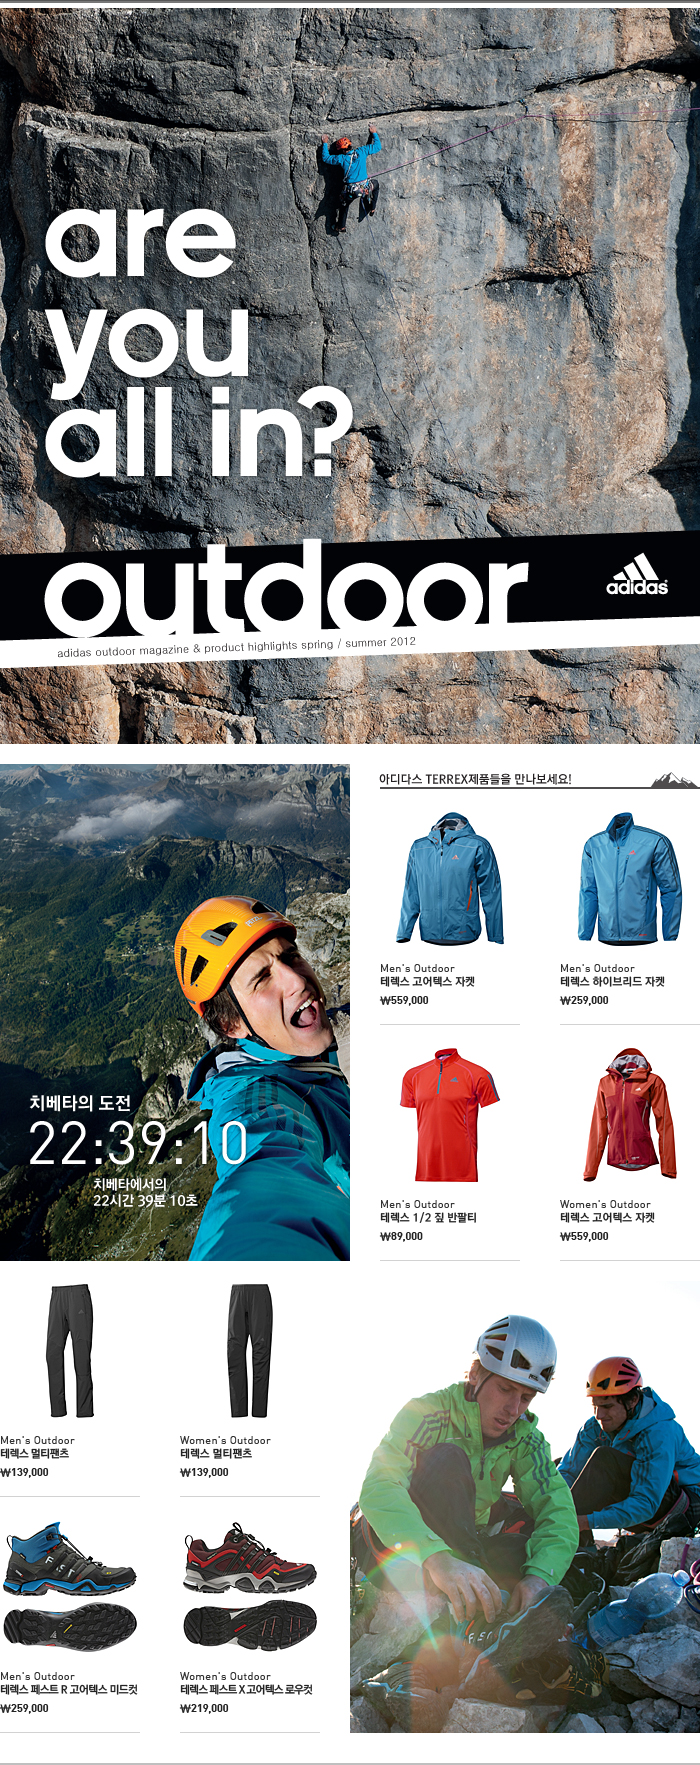 are
you
all in?
outdoor
adidas
adidas outdoor magazine & product highlights spring / summer 2012
아디다스 TERREX제품들을 만나보세요!
치베타의 도전
22:39:10
치베타에서의
22시간 39분 10초
Men's Outdoor
테렉스 고어텍스 자켓
₩559,000
Men's Outdoor
테렉스 하이브리드 자켓
₩259,000
Men's Outdoor
테렉스 1/2 짚 반팔티
₩89,000
Women's Outdoor
테렉스 고어텍스 자켓
₩559,000
Men's Outdoor
테렉스 멀티팬츠
₩139,000
Women's Outdoor
테렉스 멀티팬츠
₩139,000
Men's Outdoor
테렉스 페스트 R 고어텍스 미드컷
₩259,000
Women's Outdoor
테렉스 페스트 X 고어텍스 로우컷
₩219,000